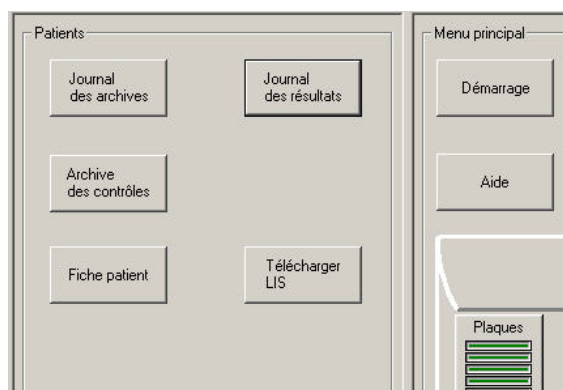 Patients
Journal
des archives
Journal
des résultats
Archive
des contrôles
Fiche patient
Télécharger
LIS
Menu principal
Démarrage
Aide
Plaques